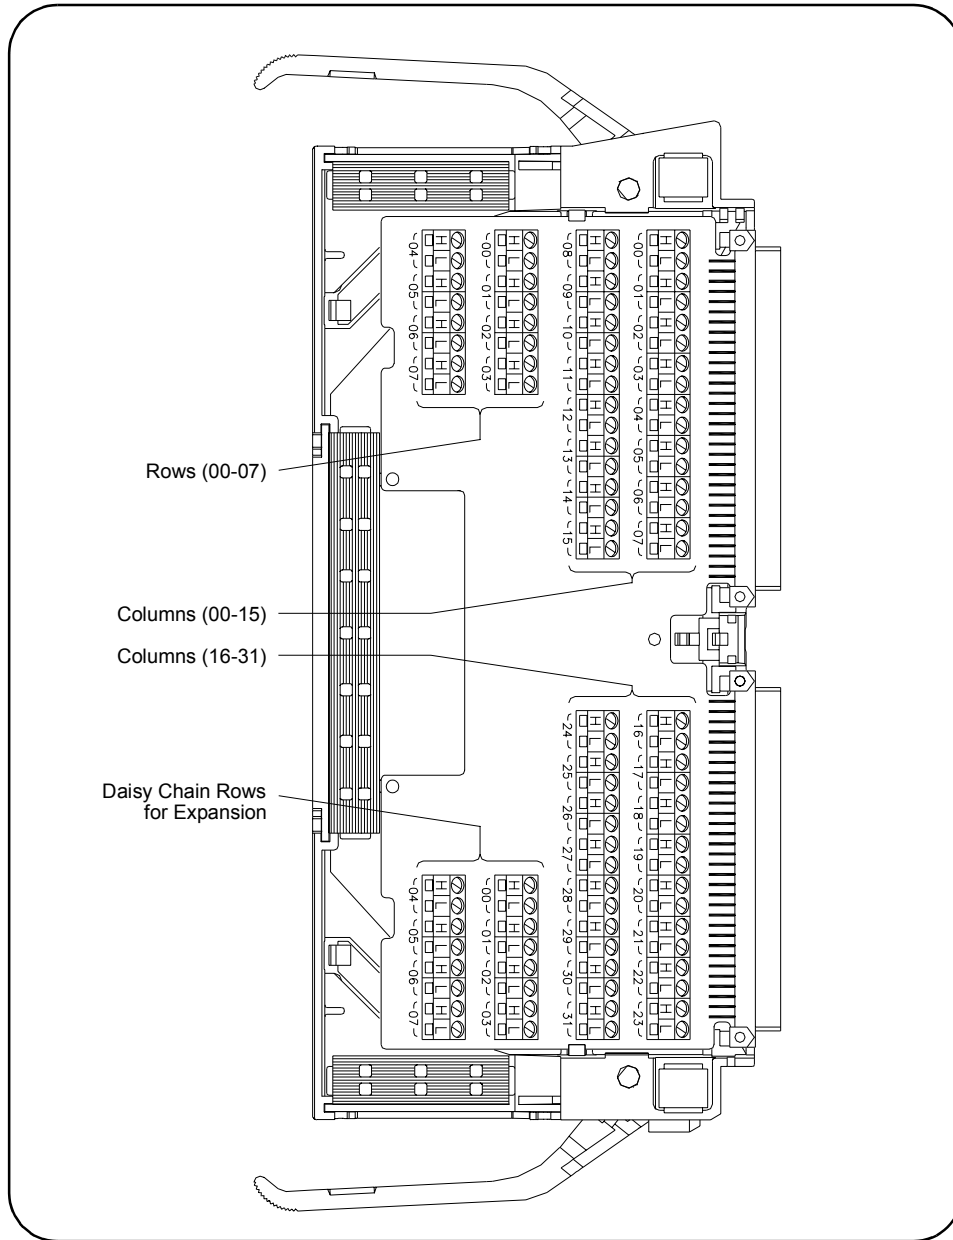 04 H L 05 H L 06 H L 07 H L
00 H L 01 H L 02 H L 03 H L
08 H L 09 H L 10 H L 11 H L 12 H L 13 H L 14 H L 15 H L
00 H L 01 H L 02 H L 03 H L 04 H L 05 H L 06 H L 07 H L
Rows (00-07)
Columns (00-15)
Columns (16-31)
Daisy Chain Rows
for Expansion
24 H L 25 H L 26 H L 27 H L 28 H L 29 H L 30 H L 31 H L
16 H L 17 H L 18 H L 19 H L 20 H L 21 H L 22 H L 23 H L
04 H L 05 H L 06 H L 07 H L
00 H L 01 H L 02 H L 03 H L